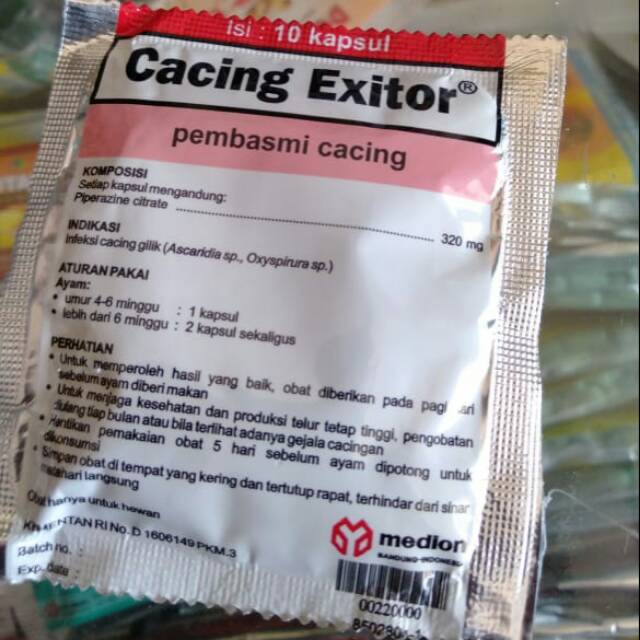 Isi : 10 kapsul
Cacing Exitor®
pembasmi cacing
KOMPOSISI
Setiap kapsul mengandung:
Piperazine citrate ........................................ 320 mg
INDIKASI
Infeksi cacing gilik (Ascaridia sp., Oxyspirura sp.)
ATURAN PAKAI
Ayam:
• umur 4-6 minggu : 1 kapsul
• lebih dari 6 minggu : 2 kapsul sekaligus
PERHATIAN
• Untuk memperoleh hasil yang baik, obat diberikan pada pagi hari
sebelum ayam diberi makan
• Untuk menjaga kesehatan dan produksi telur tetap tinggi, pengobatan
diulang tiap bulan atau bila terlihat adanya gejala cacingan
• Hentikan pemakaian obat 5 hari sebelum ayam dipotong untuk
dikonsumsi
• Simpan obat di tempat yang kering dan tertutup rapat, terhindar dari sinar
matahari langsung
Obat hanya untuk hewan
KEMENTAN RI No. D 1606149 PKM.3
Batch no. :
Exp. date :
medion
BANDUNG-INDONESIA
00220000